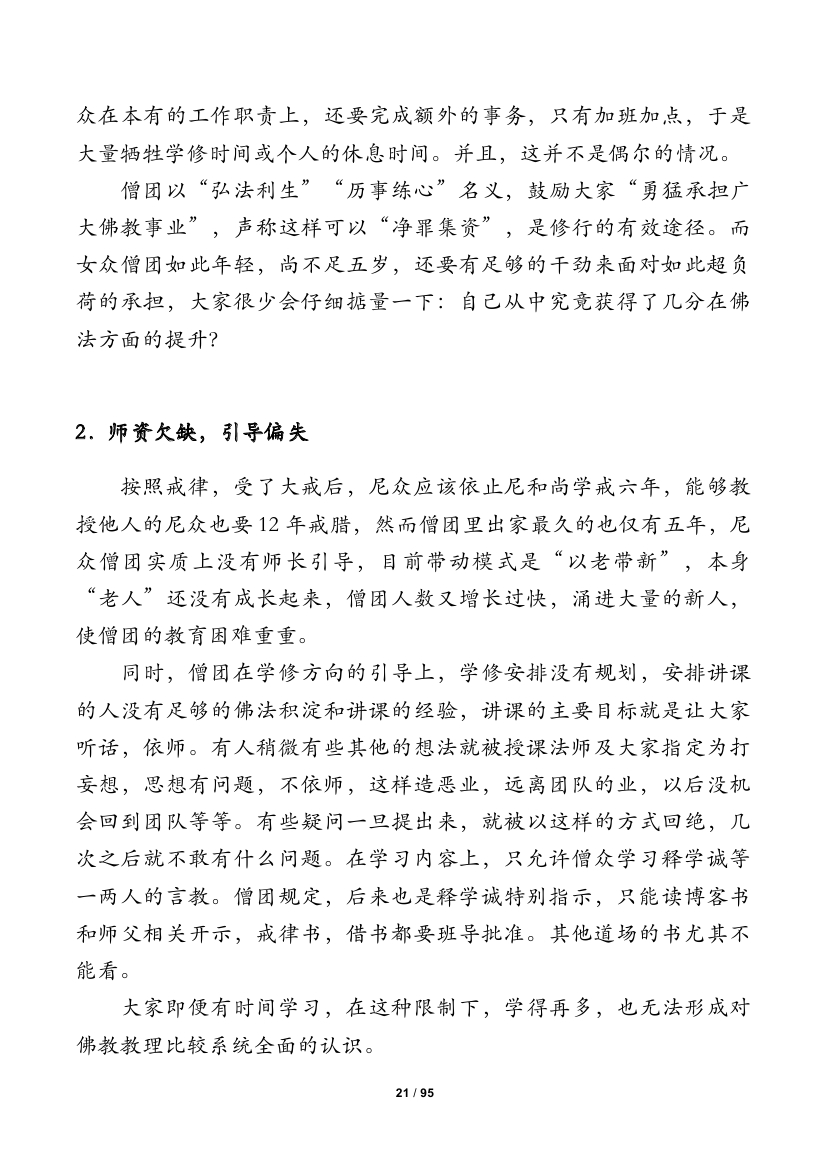 众在本有的工作职责上，还要完成额外的事务，只有加班加点，于是
大量牺牲学修时间或个人的休息时间。并且，这并不是偶尔的情况。
僧团以“弘法利生”“历事练心”名义，鼓励大家“勇猛承担广
大佛教事业”，声称这样可以“净罪集资”，是修行的有效途径。而
女众僧团如此年轻，尚不足五岁，还要有足够的干劲来面对如此超负
荷的承担，大家很少会仔细掂量一下：自己从中究竟获得了几分在佛
法方面的提升？
2．师资欠缺，引导偏失
按照戒律，受了大戒后，尼众应该依止尼和尚学戒六年，能够教
授他人的尼众也要 12 年戒腊，然而僧团里出家最久的也仅有五年，尼
众僧团实质上没有师长引导，目前带动模式是“以老带新”，本身
“老人”还没有成长起来，僧团人数又增长过快，涌进大量的新人，
使僧团的教育困难重重。
同时，僧团在学修方向的引导上，学修安排没有规划，安排讲课
的人没有足够的佛法积淀和讲课的经验，讲课的主要目标就是让大家
听话，依师。有人稍微有些其他的想法就被授课法师及大家指定为打
妄想，思想有问题，不依师，这样造恶业，远离团队的业，以后没机
会回到团队等等。有些疑问一旦提出来，就被以这样的方式回绝，几
次之后就不敢有什么问题。在学习内容上，只允许僧众学习释学诚等
一两人的言教。僧团规定，后来也是释学诚特别指示，只能读博客书
和师父相关开示，戒律书，借书都要班导批准。其他道场的书尤其不
能看。
大家即便有时间学习，在这种限制下，学得再多，也无法形成对
佛教教理比较系统全面的认识。
21 / 95